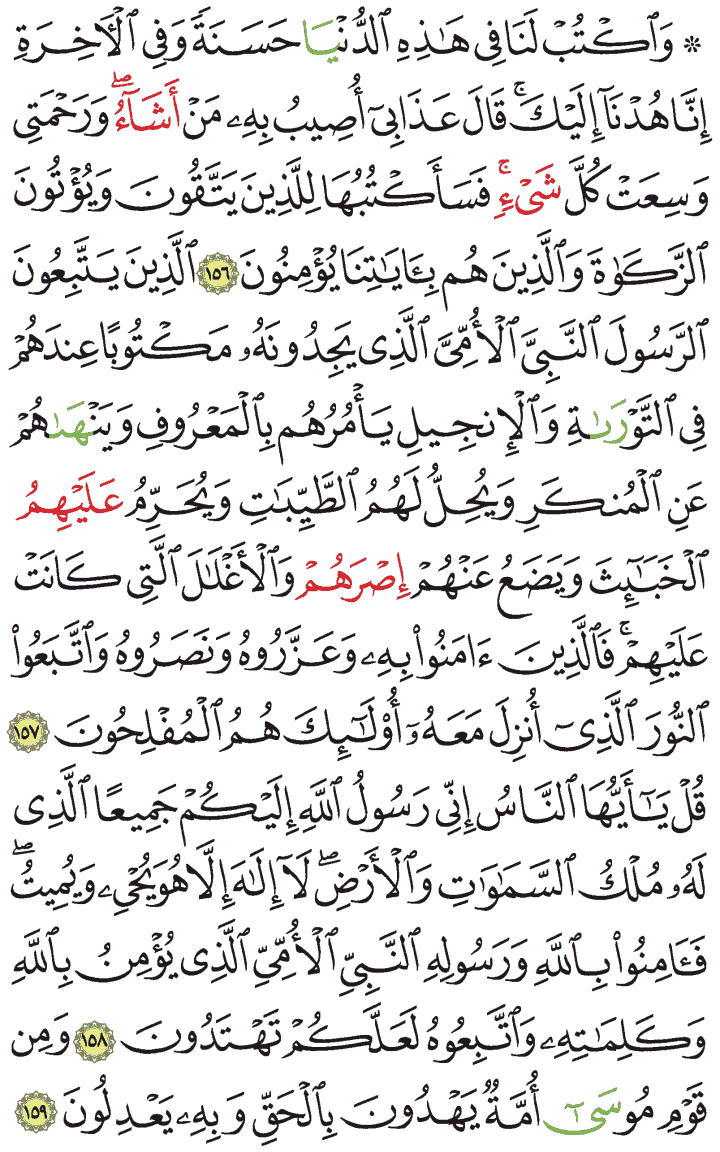 ۞ وَٱكْتُبْ لَنَا فِى هَـٰذِهِ ٱلدُّنْيَا حَسَنَةً وَفِى ٱلْـَٔاخِرَةِ
إِنَّا هُدْنَآ إِلَيْكَ ۚ قَالَ عَذَابِىٓ أُصِيبُ بِهِۦ مَنْ أَشَآءُ ۖ وَرَحْمَتِى
وَسِعَتْ كُلَّ شَىْءٍ ۚ فَسَأَكْتُبُهَا لِلَّذِينَ يَتَّقُونَ وَيُؤْتُونَ
ٱلزَّكَوٰةَ وَٱلَّذِينَ هُم بِـَٔايَـٰتِنَا يُؤْمِنُونَ ١٥٦ ٱلَّذِينَ يَتَّبِعُونَ
ٱلرَّسُولَ ٱلنَّبِىَّ ٱلْأُمِّىَّ ٱلَّذِى يَجِدُونَهُۥ مَكْتُوبًا عِندَهُمْ
فِى ٱلتَّوْرَىٰةِ وَٱلْإِنجِيلِ يَأْمُرُهُم بِٱلْمَعْرُوفِ وَيَنْهَىٰهُمْ
عَنِ ٱلْمُنكَرِ وَيُحِلُّ لَهُمُ ٱلطَّيِّبَـٰتِ وَيُحَرِّمُ عَلَيْهِمُ
ٱلْخَبَـٰٓئِثَ وَيَضَعُ عَنْهُمْ إِصْرَهُمْ وَٱلْأَغْلَـٰلَ ٱلَّتِى كَانَتْ
عَلَيْهِمْ ۚ فَٱلَّذِينَ ءَامَنُوا۟ بِهِۦ وَعَزَّرُوهُ وَنَصَرُوهُ وَٱتَّبَعُوا۟
ٱلنُّورَ ٱلَّذِىٓ أُنزِلَ مَعَهُۥٓ أُو۟لَـٰٓئِكَ هُمُ ٱلْمُفْلِحُونَ ١٥٧
قُلْ يَـٰٓأَيُّهَا ٱلنَّاسُ إِنِّى رَسُولُ ٱللَّهِ إِلَيْكُمْ جَمِيعًا ٱلَّذِى
لَهُۥ مُلْكُ ٱلسَّمَـٰوَٰتِ وَٱلْأَرْضِ ۖ لَآ إِلَـٰهَ إِلَّا هُوَ يُحْىِۦ وَيُمِيتُ ۖ
فَـَٔامِنُوا۟ بِٱللَّهِ وَرَسُولِهِ ٱلنَّبِىِّ ٱلْأُمِّىِّ ٱلَّذِى يُؤْمِنُ بِٱللَّهِ
وَكَلِمَـٰتِهِۦ وَٱتَّبِعُوهُ لَعَلَّكُمْ تَهْتَدُونَ ١٥٨ وَمِن
قَوْمِ مُوسَىٰٓ أُمَّةٌ يَهْدُونَ بِٱلْحَقِّ وَبِهِۦ يَعْدِلُونَ ١٥٩